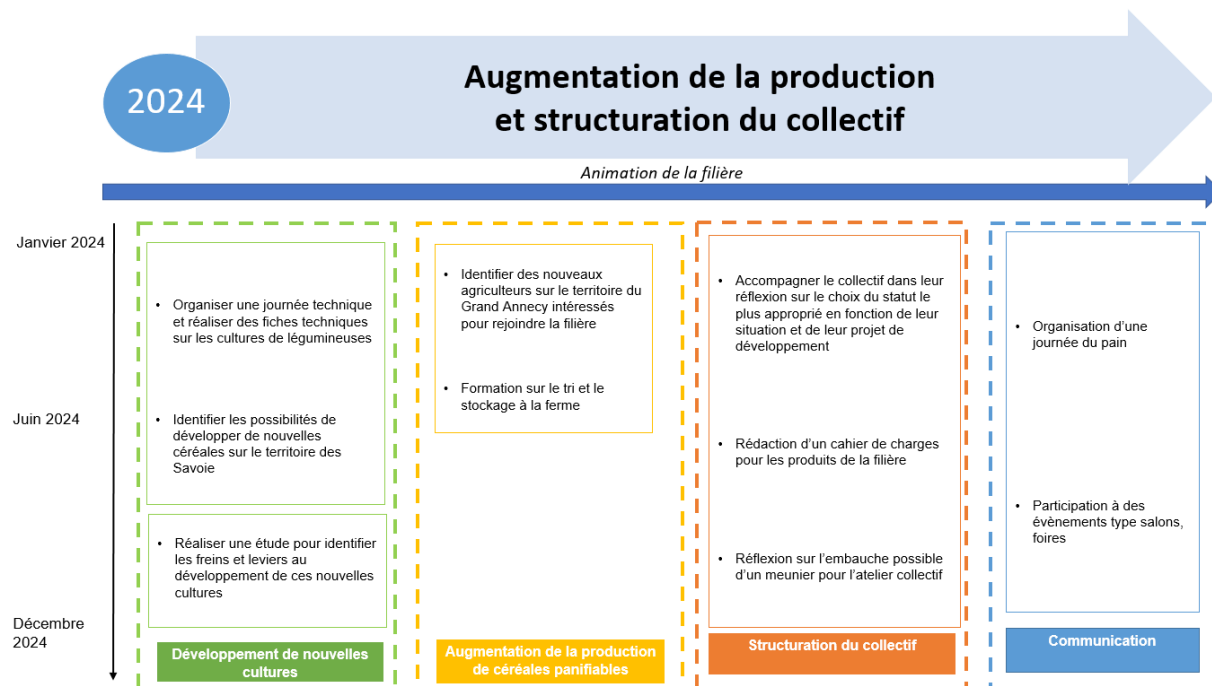 2024
Augmentation de la production
et structuration du collectif
Animation de la filière
Janvier 2024
Juin 2024
Décembre
2024
• Organiser une journée technique
et réaliser des fiches techniques
sur les cultures de légumineuses
• Identifier les possibilités de
développer de nouvelles
céréales sur le territoire des
Savoie
• Réaliser une étude pour identifier
les freins et leviers au
développement de ces nouvelles
cultures
Développement de nouvelles
cultures
• Identifier des nouveaux
agriculteurs sur le territoire du
Grand Annecy intéressés
pour rejoindre la filière
• Formation sur le tri et le
stockage à la ferme
Augmentation de la production
de céréales panifiables
• Accompagner le collectif dans leur
réflexion sur le choix du statut le
plus approprié en fonction de leur
situation et de leur projet de
développement
• Rédaction d'un cahier de charges
pour les produits de la filière
• Réflexion sur l'embauche possible
d'un meunier pour l'atelier collectif
Structuration du collectif
• Organisation d'une
journée du pain
• Participation à des
évènements type salons,
foires
Communication